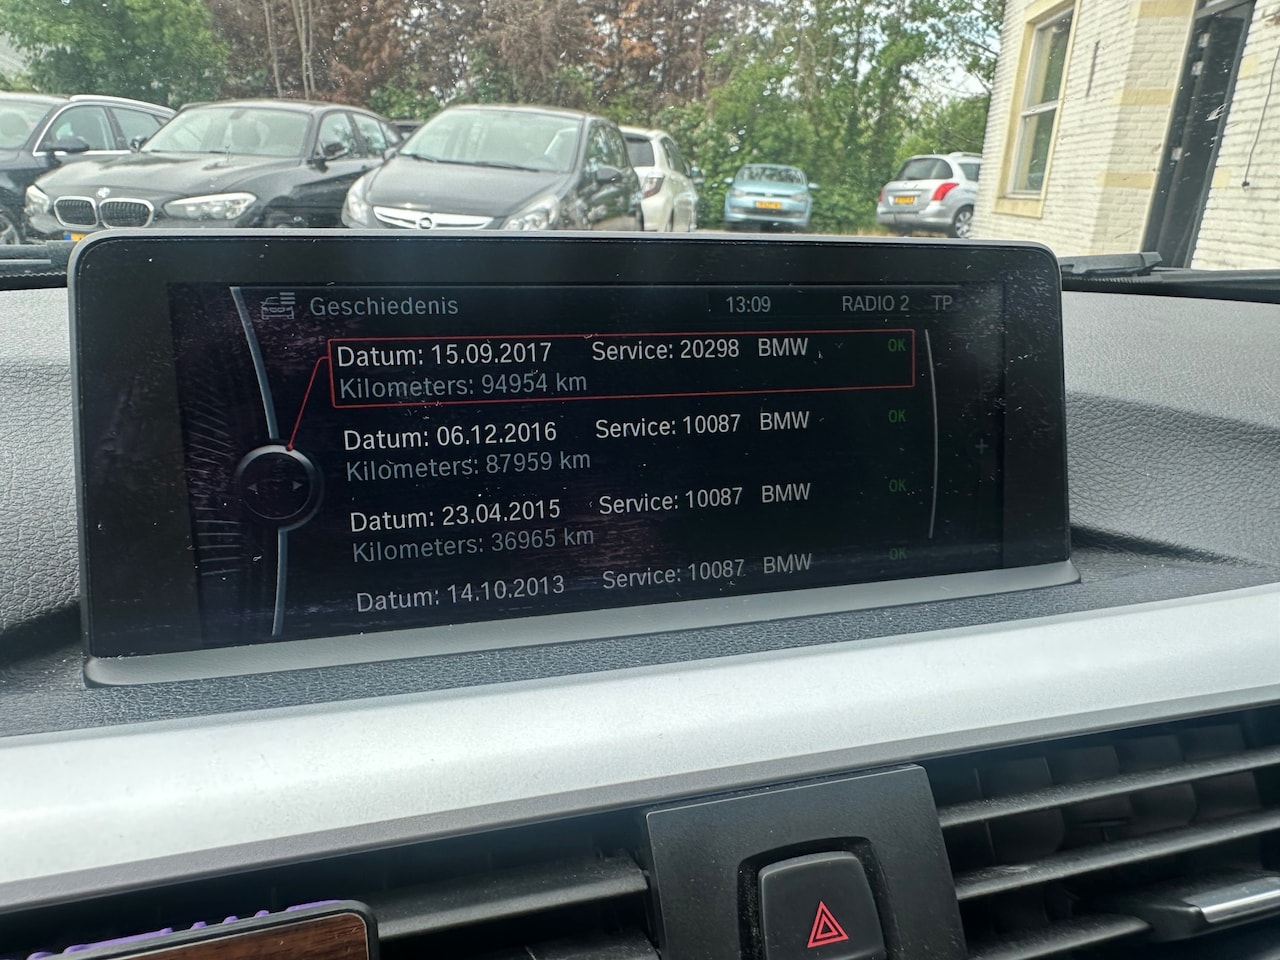 Geschiedenis 13:09 RADIO 2 TP
Datum: 15.09.2017 Service: 20298 BMW OK
Kilometers: 94954 km
Datum: 06.12.2016 Service: 10087 BMW OK
Kilometers: 87959 km
Datum: 23.04.2015 Service: 10087 BMW OK
Kilometers: 36965 km
Datum: 14.10.2013 Service: 10087 BMW OK